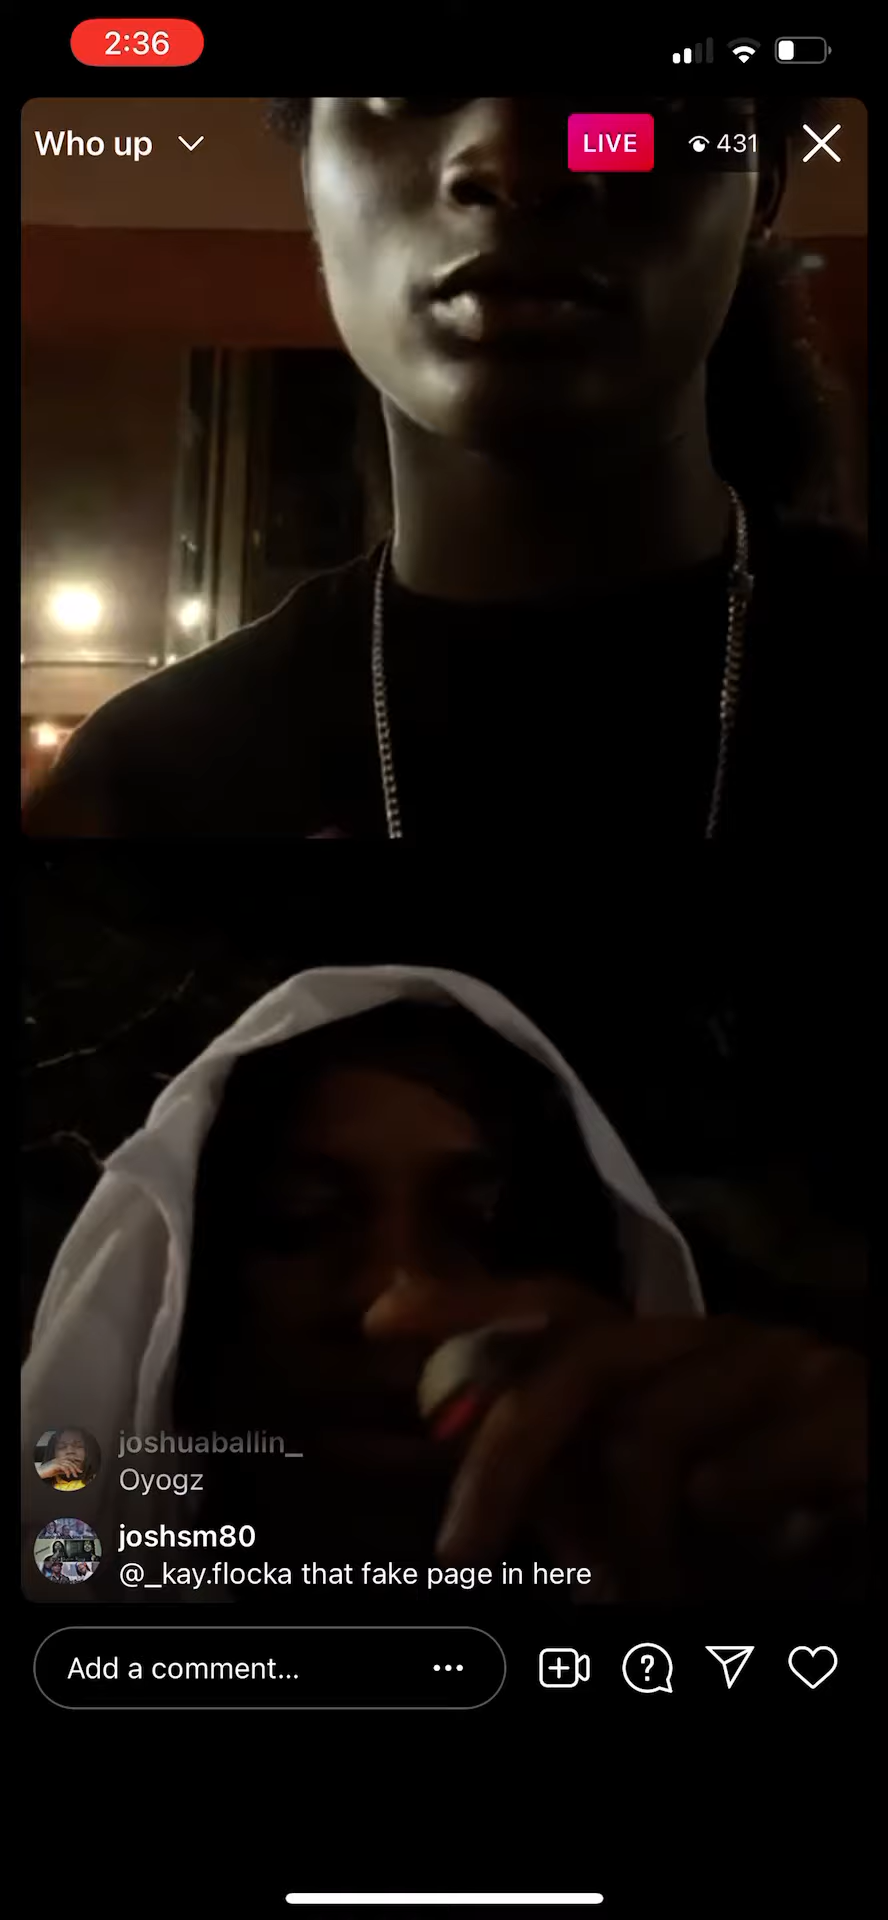 2:36
Who up
LIVE
431
joshuaballin_
Oyogz
joshsm80
@_kay.flocka that fake page in here
Add a comment...